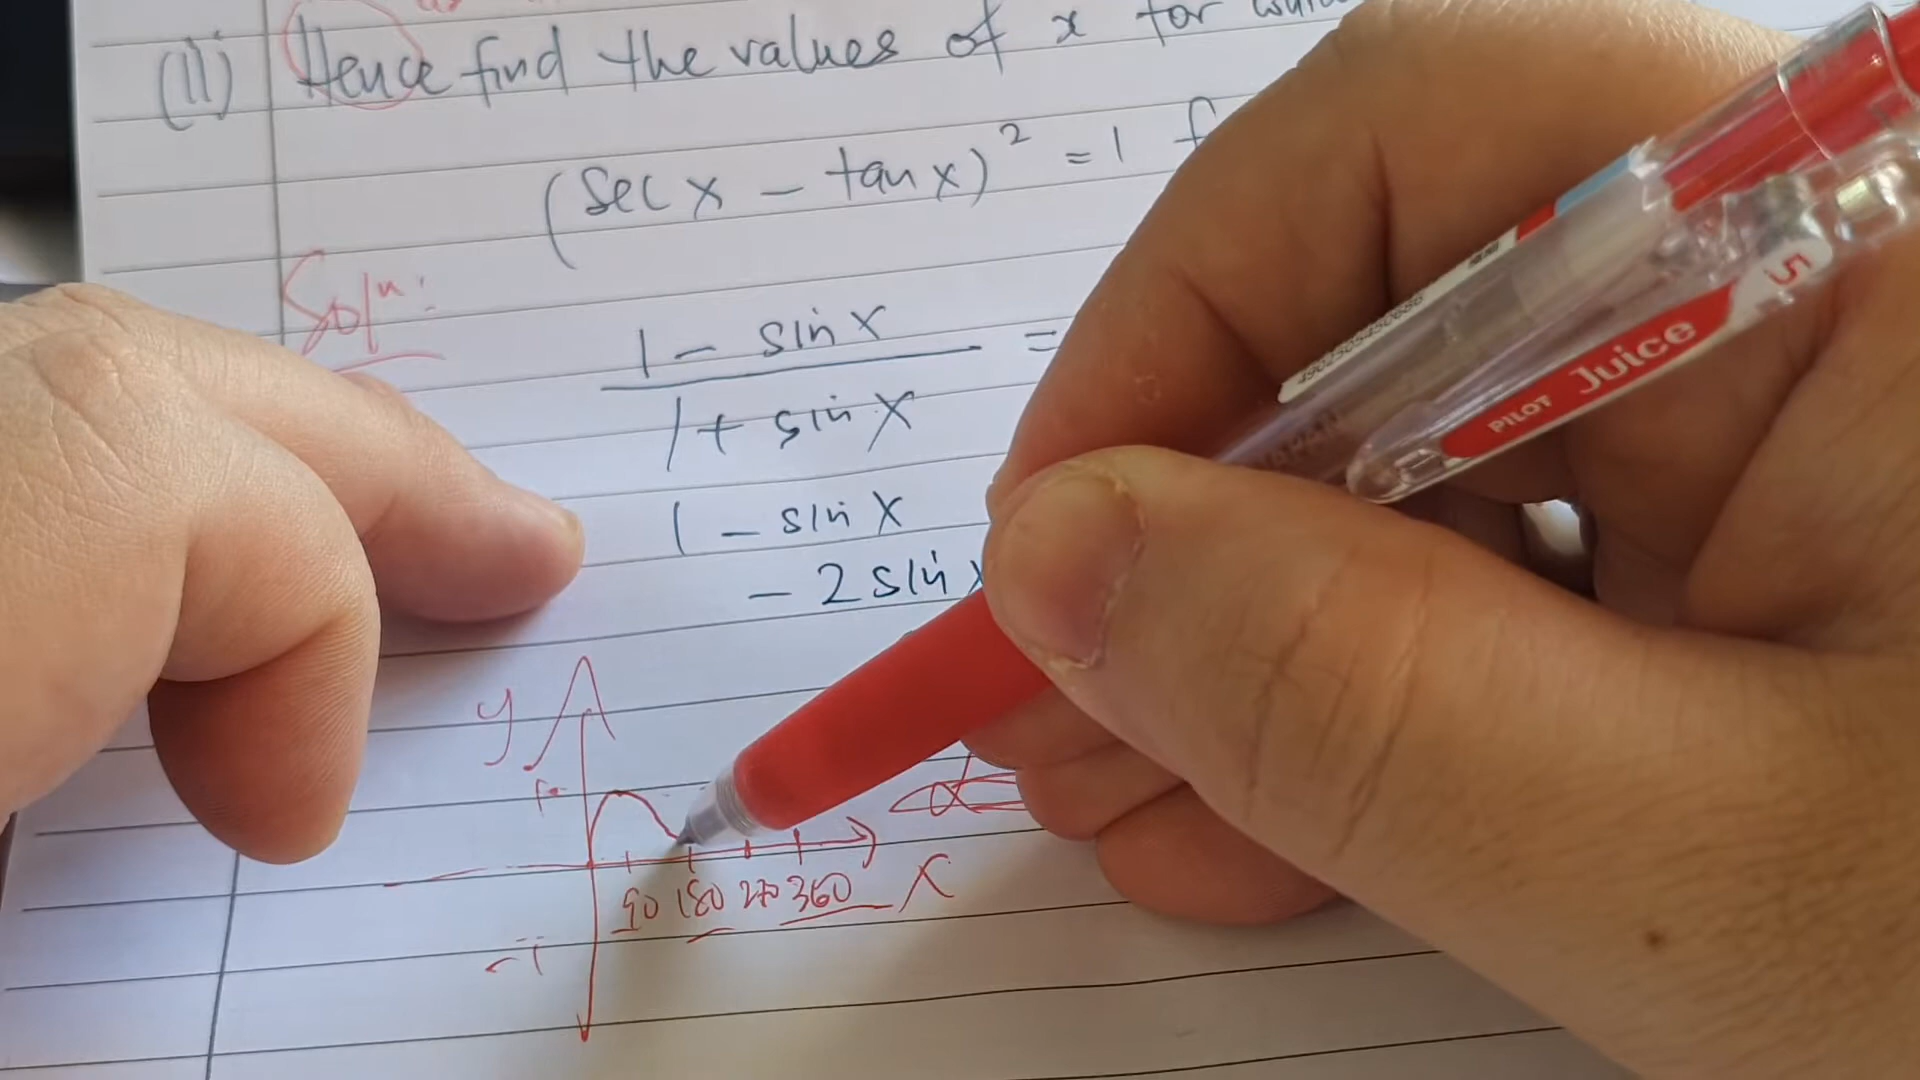 (ii) Hence find the values of x for
(sec x - tan x)² = 1
Solⁿ:
1 - sin x
=
1 + sin x
1 - sin x
- 2 sin x
y
1
90 180 270 360 x
-1
PILOT Juice 5